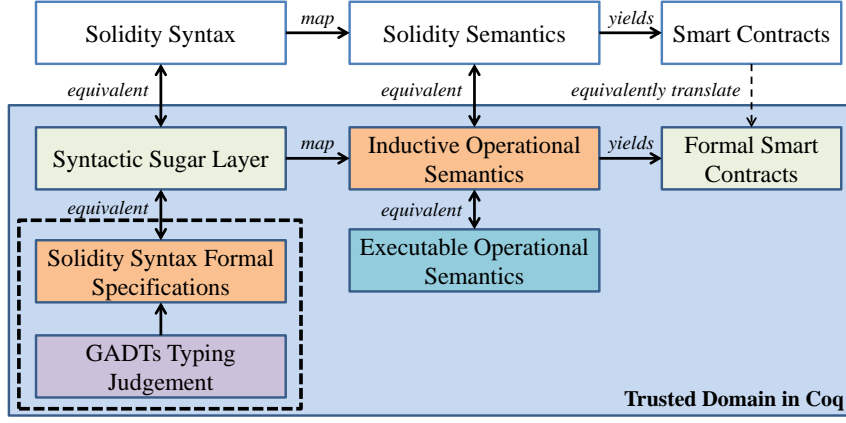 Solidity Syntax
map
Solidity Semantics
yields
Smart Contracts
equivalent
equivalent
equivalently translate
Syntactic Sugar Layer
map
Inductive Operational
Semantics
yields
Formal Smart
Contracts
equivalent
equivalent
Solidity Syntax Formal
Specifications
Executable Operational
Semantics
GADTs Typing
Judgement
Trusted Domain in Coq